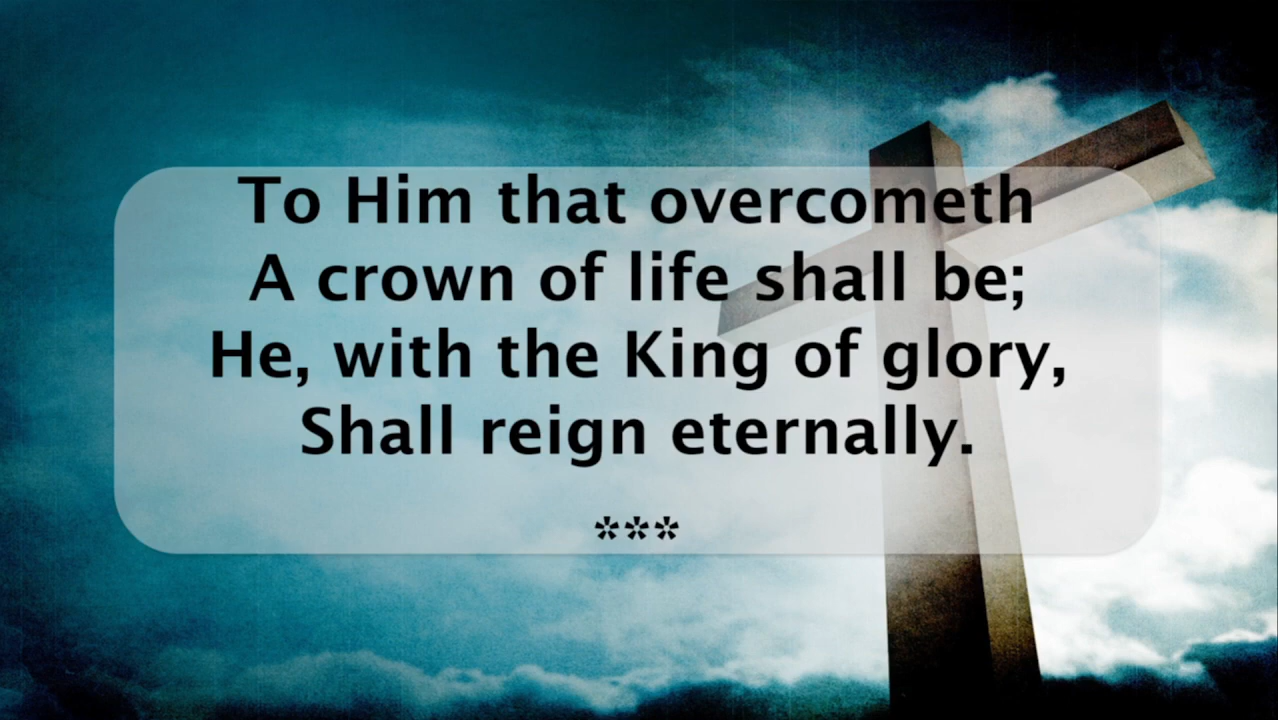 To Him that overcometh
A crown of life shall be;
He, with the King of glory,
Shall reign eternally.
***